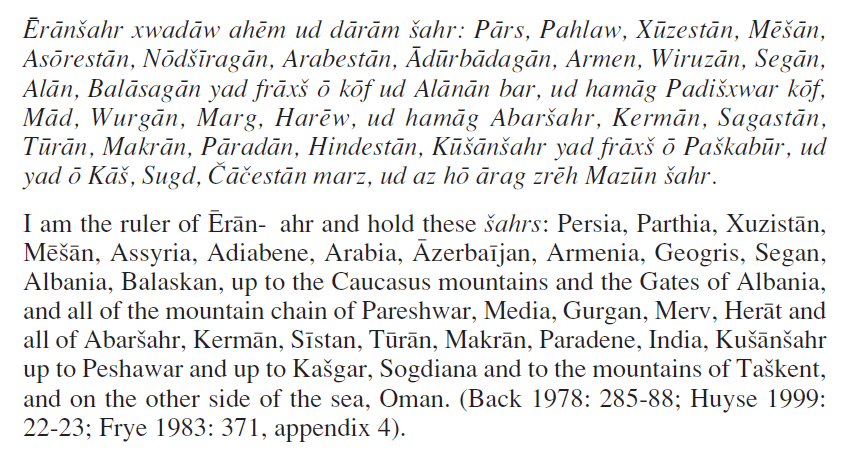 Ērānšahr xwadāw ahēm ud dārām šahr: Pārs, Pahlaw, Xūzestān, Mēšān,
Asōrestān, Nōdšīragān, Arabestān, Ādūrbādagān, Armen, Wiruzān, Segān,
Alān, Balāsagān yad frāxš ō kōf ud Alānān bar, ud hamāg Padišxwar kōf,
Mād, Wurgān, Marg, Harēw, ud hamāg Abaršahr, Kermān, Sagastān,
Tūrān, Makrān, Pāradān, Hindestān, Kūšānšahr yad frāxš ō Paškabūr, ud
yad ō Kāš, Sugd, Čāčestān marz, ud az hō ārag zrēh Mazūn šahr.
I am the ruler of Ērān- ahr and hold these šahrs: Persia, Parthia, Xuzistān,
Mēšān, Assyria, Adiabene, Arabia, Āzerbaījan, Armenia, Geogris, Segan,
Albania, Balaskan, up to the Caucasus mountains and the Gates of Albania,
and all of the mountain chain of Pareshwar, Media, Gurgan, Merv, Herāt and
all of Abaršahr, Kermān, Sīstan, Tūrān, Makrān, Paradene, India, Kušānšahr
up to Peshawar and up to Kašgar, Sogdiana and to the mountains of Taškent,
and on the other side of the sea, Oman. (Back 1978: 285-88; Huyse 1999:
22-23; Frye 1983: 371, appendix 4).